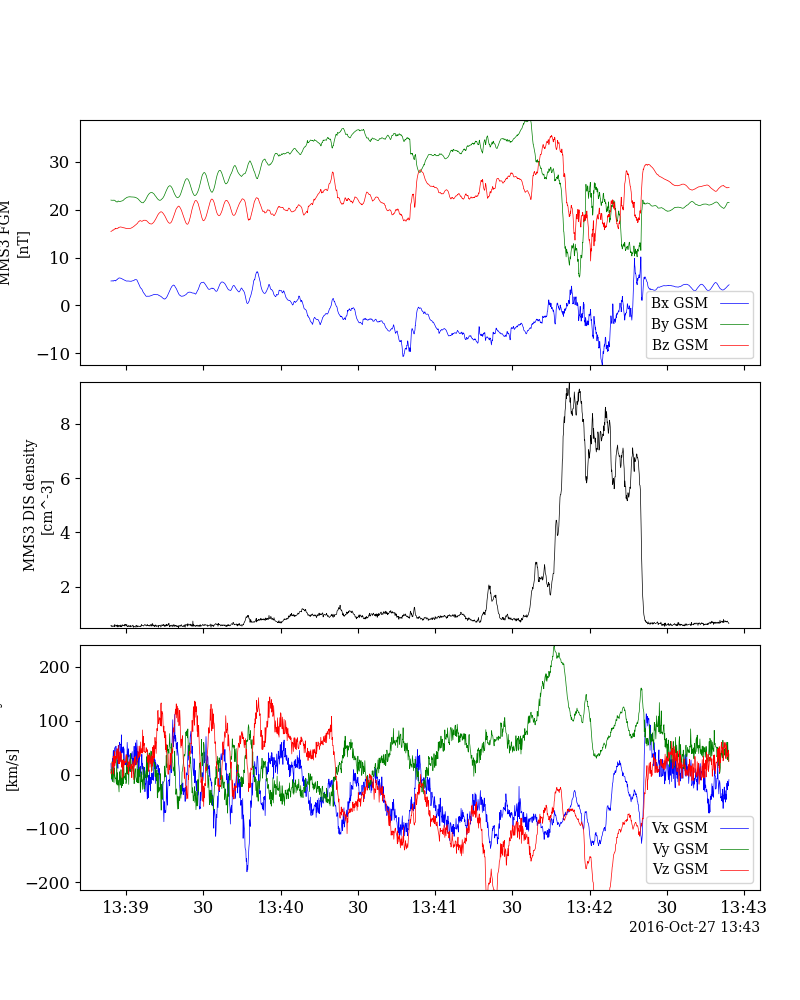 MMS3 FGM
[nT]
30
20
10
0
−10
Bx GSM
By GSM
Bz GSM
MMS3 DIS density
[cm^-3]
8
6
4
2
[km/s]
200
100
0
−100
−200
Vx GSM
Vy GSM
Vz GSM
13:39 30 13:40 30 13:41 30 13:42 30 13:43
2016-Oct-27 13:43